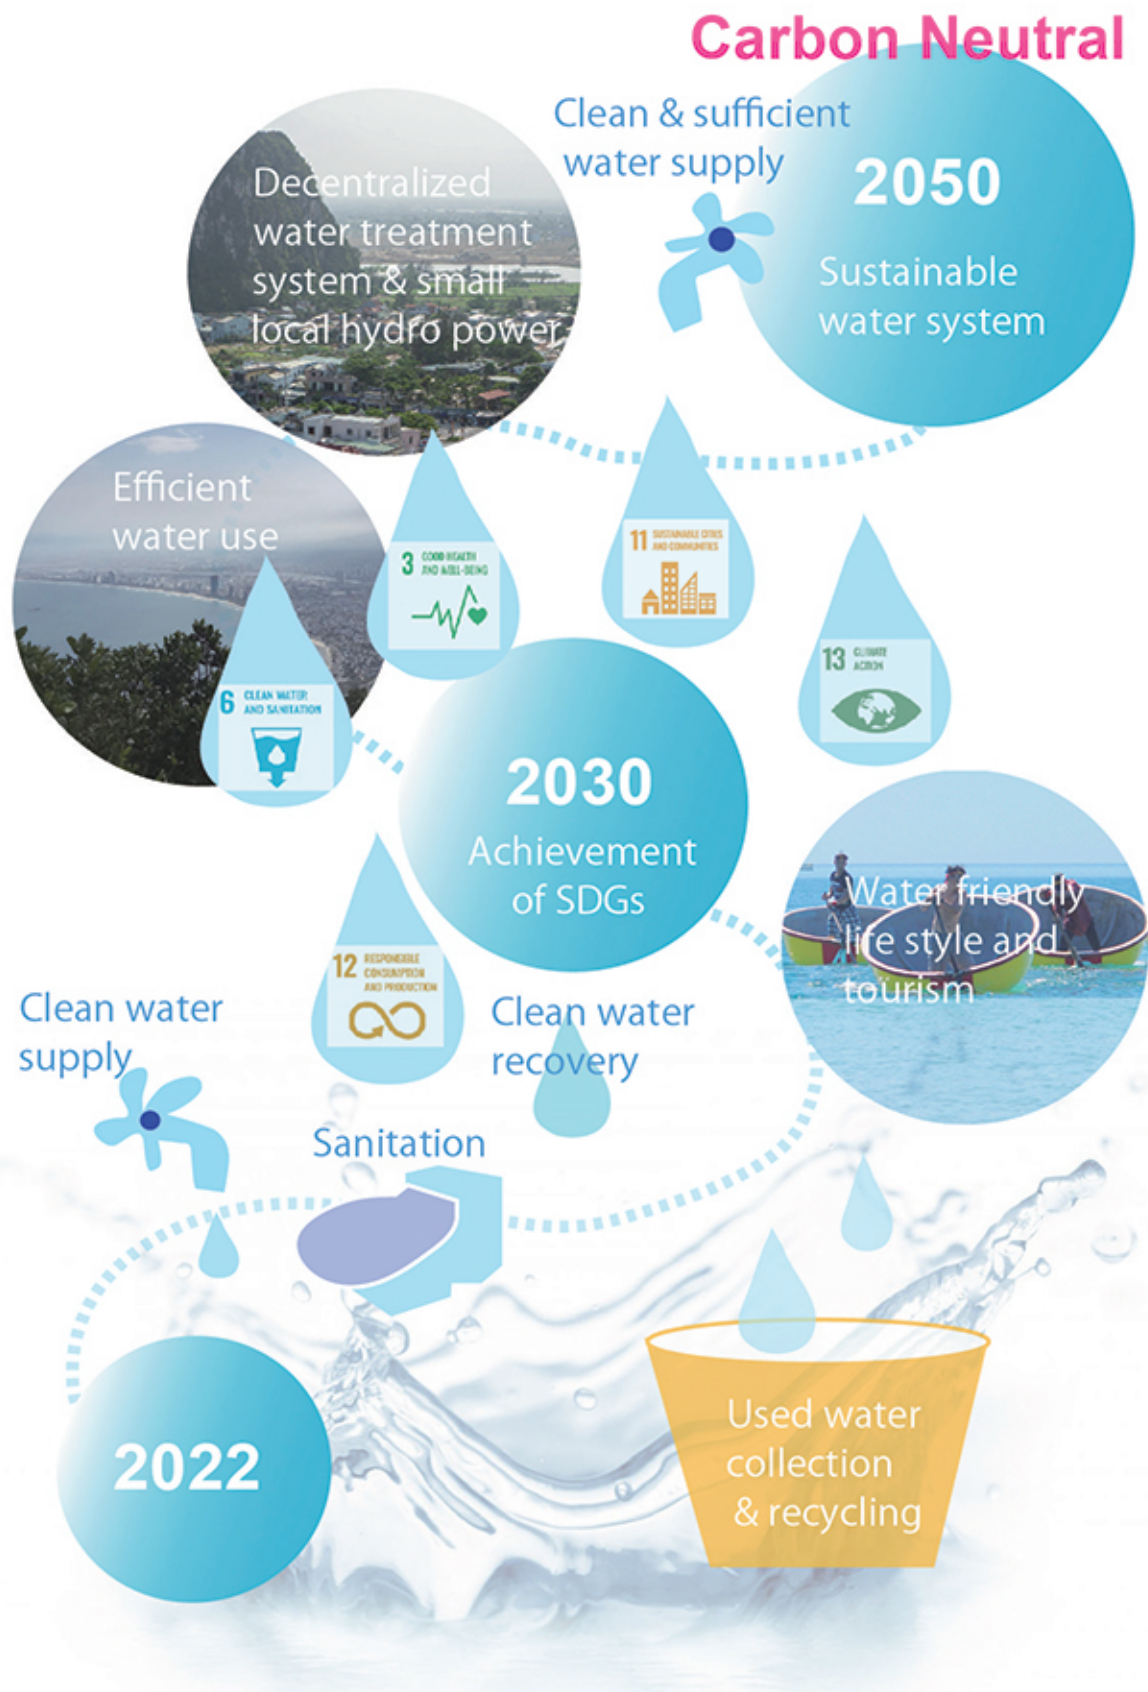 Carbon Neutral
Clean & sufficient
water supply
2050
Sustainable
water system
Decentralized
water treatment
system & small
local hydro power
Efficient
water use
3 GOOD HEALTH
AND WELL-BEING
11 SUSTAINABLE CITIES
AND COMMUNITIES
13 CLIMATE
ACTION
6 CLEAN WATER
AND SANITATION
2030
Achievement
of SDGs
Water friendly
life style and
tourism
12 RESPONSIBLE
CONSUMPTION
AND PRODUCTION
Clean water
supply
Clean water
recovery
Sanitation
2022
Used water
collection
& recycling